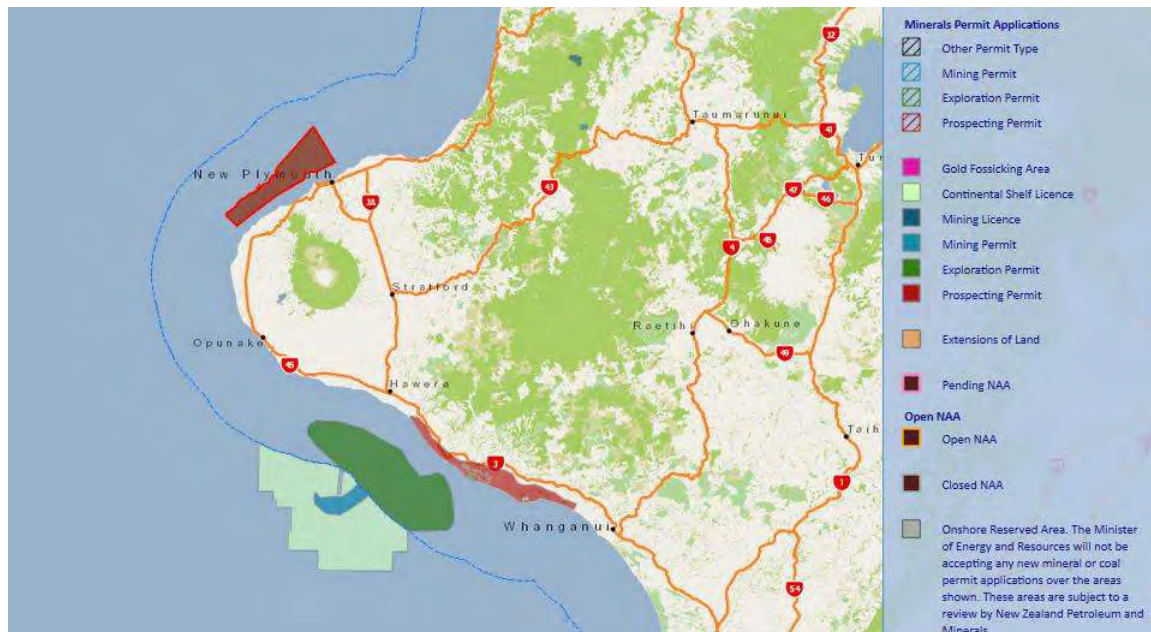 Minerals Permit Applications
Other Permit Type
Mining Permit
Exploration Permit
Prospecting Permit
Gold Fossicking Area
Continental Shelf Licence
Mining Licence
Mining Permit
Exploration Permit
Prospecting Permit
Extensions of Land
Pending NAA
Open NAA
Open NAA
Closed NAA
Onshore Reserved Area. The Minister
of Energy and Resources will not be
accepting any new mineral or coal
permit applications over the areas
shown. These areas are subject to a
review by New Zealand Petroleum and
Minerals
32
Taumarunui
41
Tur
New Plymouth
43
47
46
3A
4
48
Stratford
Raetihi
Ohakune
Opunake
49
45
Hawera
Taih
3
1
Whanganui
54